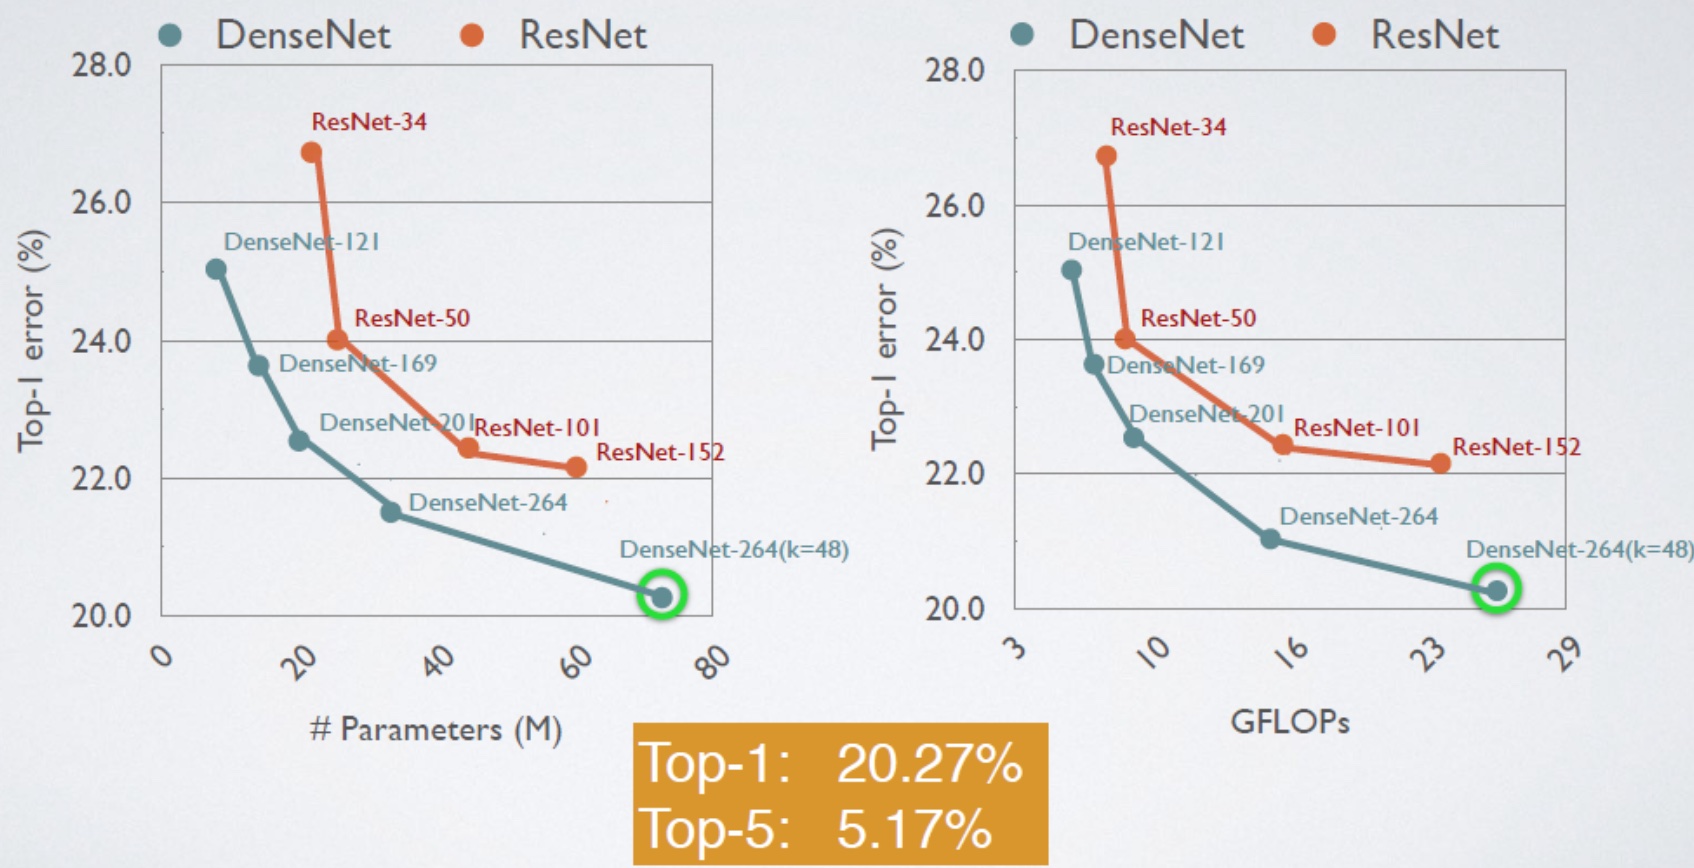 DenseNet ResNet
28.0
26.0
24.0
22.0
20.0
Top-1 error (%)
ResNet-34
DenseNet-121
ResNet-50
DenseNet-169
DenseNet-201
ResNet-101
ResNet-152
DenseNet-264
DenseNet-264(k=48)
0 20 40 60 80
# Parameters (M)
DenseNet ResNet
28.0
26.0
24.0
22.0
20.0
Top-1 error (%)
ResNet-34
DenseNet-121
ResNet-50
DenseNet-169
DenseNet-201
ResNet-101
ResNet-152
DenseNet-264
DenseNet-264(k=48)
3 10 16 23 29
GFLOPs
Top-1: 20.27%
Top-5: 5.17%